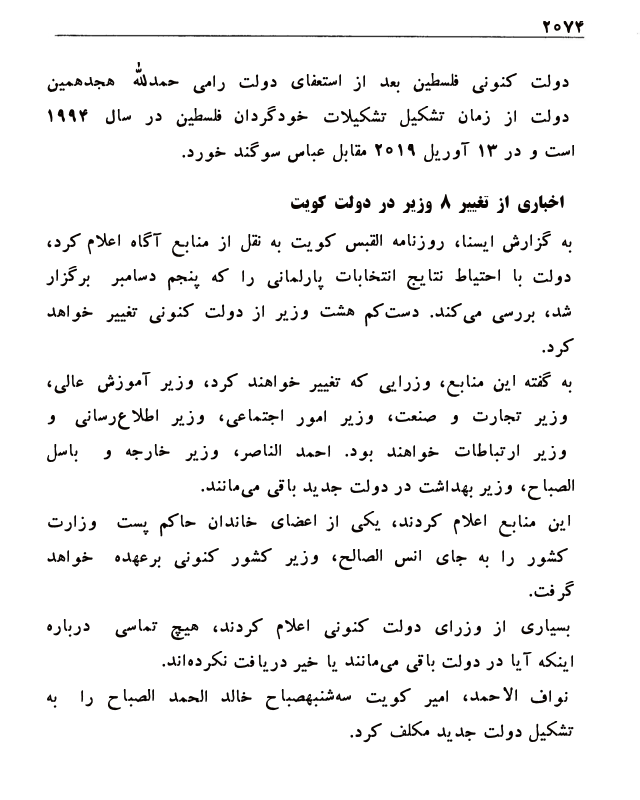 ۲۰۷۴
دولت کنونی فلسطین بعد از استعفای دولت رامی حمدلله هجدهمین
دولت از زمان تشکیل تشکیلات خودگردان فلسطین در سال ۱۹۹۴
است و در ۱۳ آوریل ۲۰۱۹ مقابل عباس سوگند خورد.
اخباری از تغییر ۸ وزیر در دولت کویت
به گزارش ایسنا، روزنامه القبس کویت به نقل از منابع آگاه اعلام کرد،
دولت با احتیاط نتایج انتخابات پارلمانی را که پنجم دسامبر برگزار
شد، بررسی می‌کند. دست‌کم هشت وزیر از دولت کنونی تغییر خواهد
کرد.
به گفته این منابع، وزرایی که تغییر خواهند کرد، وزیر آموزش عالی،
وزیر تجارت و صنعت، وزیر امور اجتماعی، وزیر اطلاع‌رسانی و
وزیر ارتباطات خواهند بود. احمد الناصر، وزیر خارجه و باسل
الصباح، وزیر بهداشت در دولت جدید باقی می‌مانند.
این منابع اعلام کردند، یکی از اعضای خاندان حاکم پست وزارت
کشور را به جای انس الصالح، وزیر کشور کنونی برعهده خواهد
گرفت.
بسیاری از وزرای دولت کنونی اعلام کردند، هیچ تماسی درباره
اینکه آیا در دولت باقی می‌مانند یا خیر دریافت نکرده‌اند.
نواف الاحمد، امیر کویت سه‌شنبهصباح خالد الحمد الصباح را به
تشکیل دولت جدید مکلف کرد.